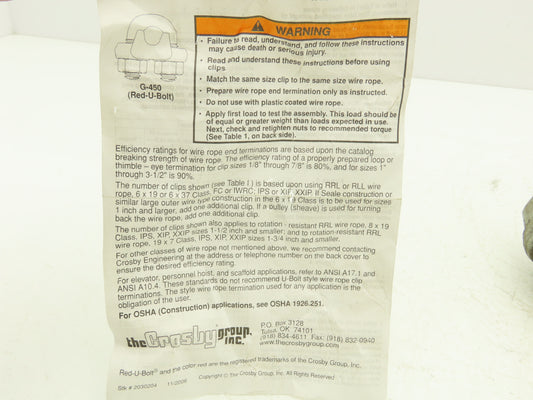 WARNING
G-450
(Red-U-Bolt)
• Failure to read, understand, and follow these instructions
may cause death or serious injury.
• Read and understand these instructions before using
clips.
• Match the same size clip to the same size wire rope.
• Prepare wire rope end termination only as instructed.
• Do not use with plastic coated wire rope.
• Apply first load to test the assembly. This load should be
of equal or greater weight than loads expected in use.
Next, check and retighten nuts to recommended torque
(See Table 1, on back side).
Efficiency ratings for wire rope end terminations are based upon the catalog
breaking strength of wire rope. The efficiency rating of a properly prepared loop or
thimble – eye termination for clip sizes 1/8" through 7/8" is 80%, and for sizes 1"
through 3-1/2" is 90%.
The number of clips shown (see Table I) is based upon using RRL or RLL wire
rope, 6 x 19 or 6 x 37 Class, FC or IWRC; IPS or XIP, XXIP. If Seale construction or
similar large outer wire type construction in the 6 x 19 Class is to be used for sizes
1 inch and larger, add one additional clip. If a pulley (sheave) is used for turning
back the wire rope, add one additional clip.
The number of clips shown also applies to rotation - resistant RRL wire rope, 8 x 19
Class, IPS, XIP, XXIP sizes 1-1/2 inch and smaller; and to rotation-resistant RRL
wire rope, 19 x 7 Class, IPS, XIP, XXIP sizes 1-3/4 inch and smaller.
For other classes of wire rope not mentioned above, we recommend contacting
Crosby Engineering at the address or telephone number on the back cover to
ensure the desired efficiency rating.
For elevator, personnel hoist, and scaffold applications, refer to ANSI A17.1 and
ANSI A10.4. These standards do not recommend U-Bolt style wire rope clip
terminations. The style wire rope termination used for any application is the
obligation of the user.
For OSHA (Construction) applications, see OSHA 1926.251.
the Crosby group, inc.
P.O. Box 3128
Tulsa, OK 74101
(918) 834-4611 Fax: (918) 832-0940
www.thecrosbygroup.com
Red-U-Bolt® and the color red are the registered trademarks of the Crosby Group, Inc.
Copyright © The Crosby Group, Inc. All Rights Reserved
Stk # 2030204 11/2006